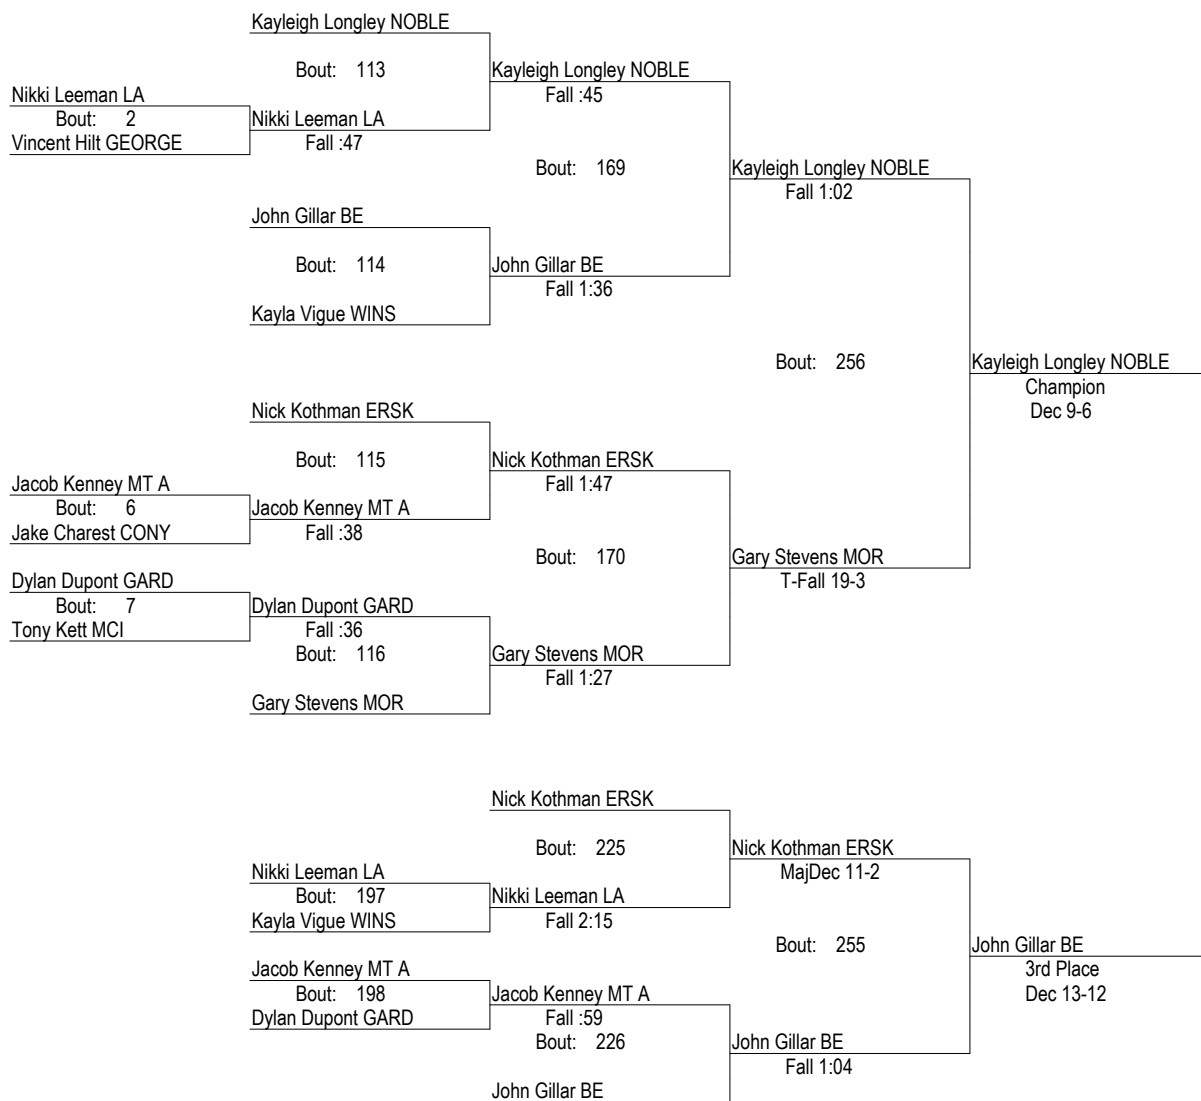 Kayleigh Longley NOBLE
Bout: 113
Kayleigh Longley NOBLE
Nikki Leeman LA
Fall :45
Bout: 2
Nikki Leeman LA
Vincent Hilt GEORGE
Fall :47
Bout: 169
Kayleigh Longley NOBLE
Fall 1:02
John Gillar BE
Bout: 114
John Gillar BE
Fall 1:36
Kayla Vigue WINS
Bout: 256
Kayleigh Longley NOBLE
Champion
Dec 9-6
Nick Kothman ERSK
Bout: 115
Nick Kothman ERSK
Fall 1:47
Jacob Kenney MT A
Bout: 6
Jacob Kenney MT A
Jake Charest CONY
Fall :38
Bout: 170
Gary Stevens MOR
T-Fall 19-3
Dylan Dupont GARD
Bout: 7
Dylan Dupont GARD
Tony Kett MCI
Fall :36
Bout: 116
Gary Stevens MOR
Fall 1:27
Gary Stevens MOR
Nick Kothman ERSK
Bout: 225
Nick Kothman ERSK
MajDec 11-2
Nikki Leeman LA
Bout: 197
Nikki Leeman LA
Kayla Vigue WINS
Fall 2:15
Bout: 255
John Gillar BE
3rd Place
Dec 13-12
Jacob Kenney MT A
Bout: 198
Jacob Kenney MT A
Dylan Dupont GARD
Fall :59
Bout: 226
John Gillar BE
Fall 1:04
John Gillar BE